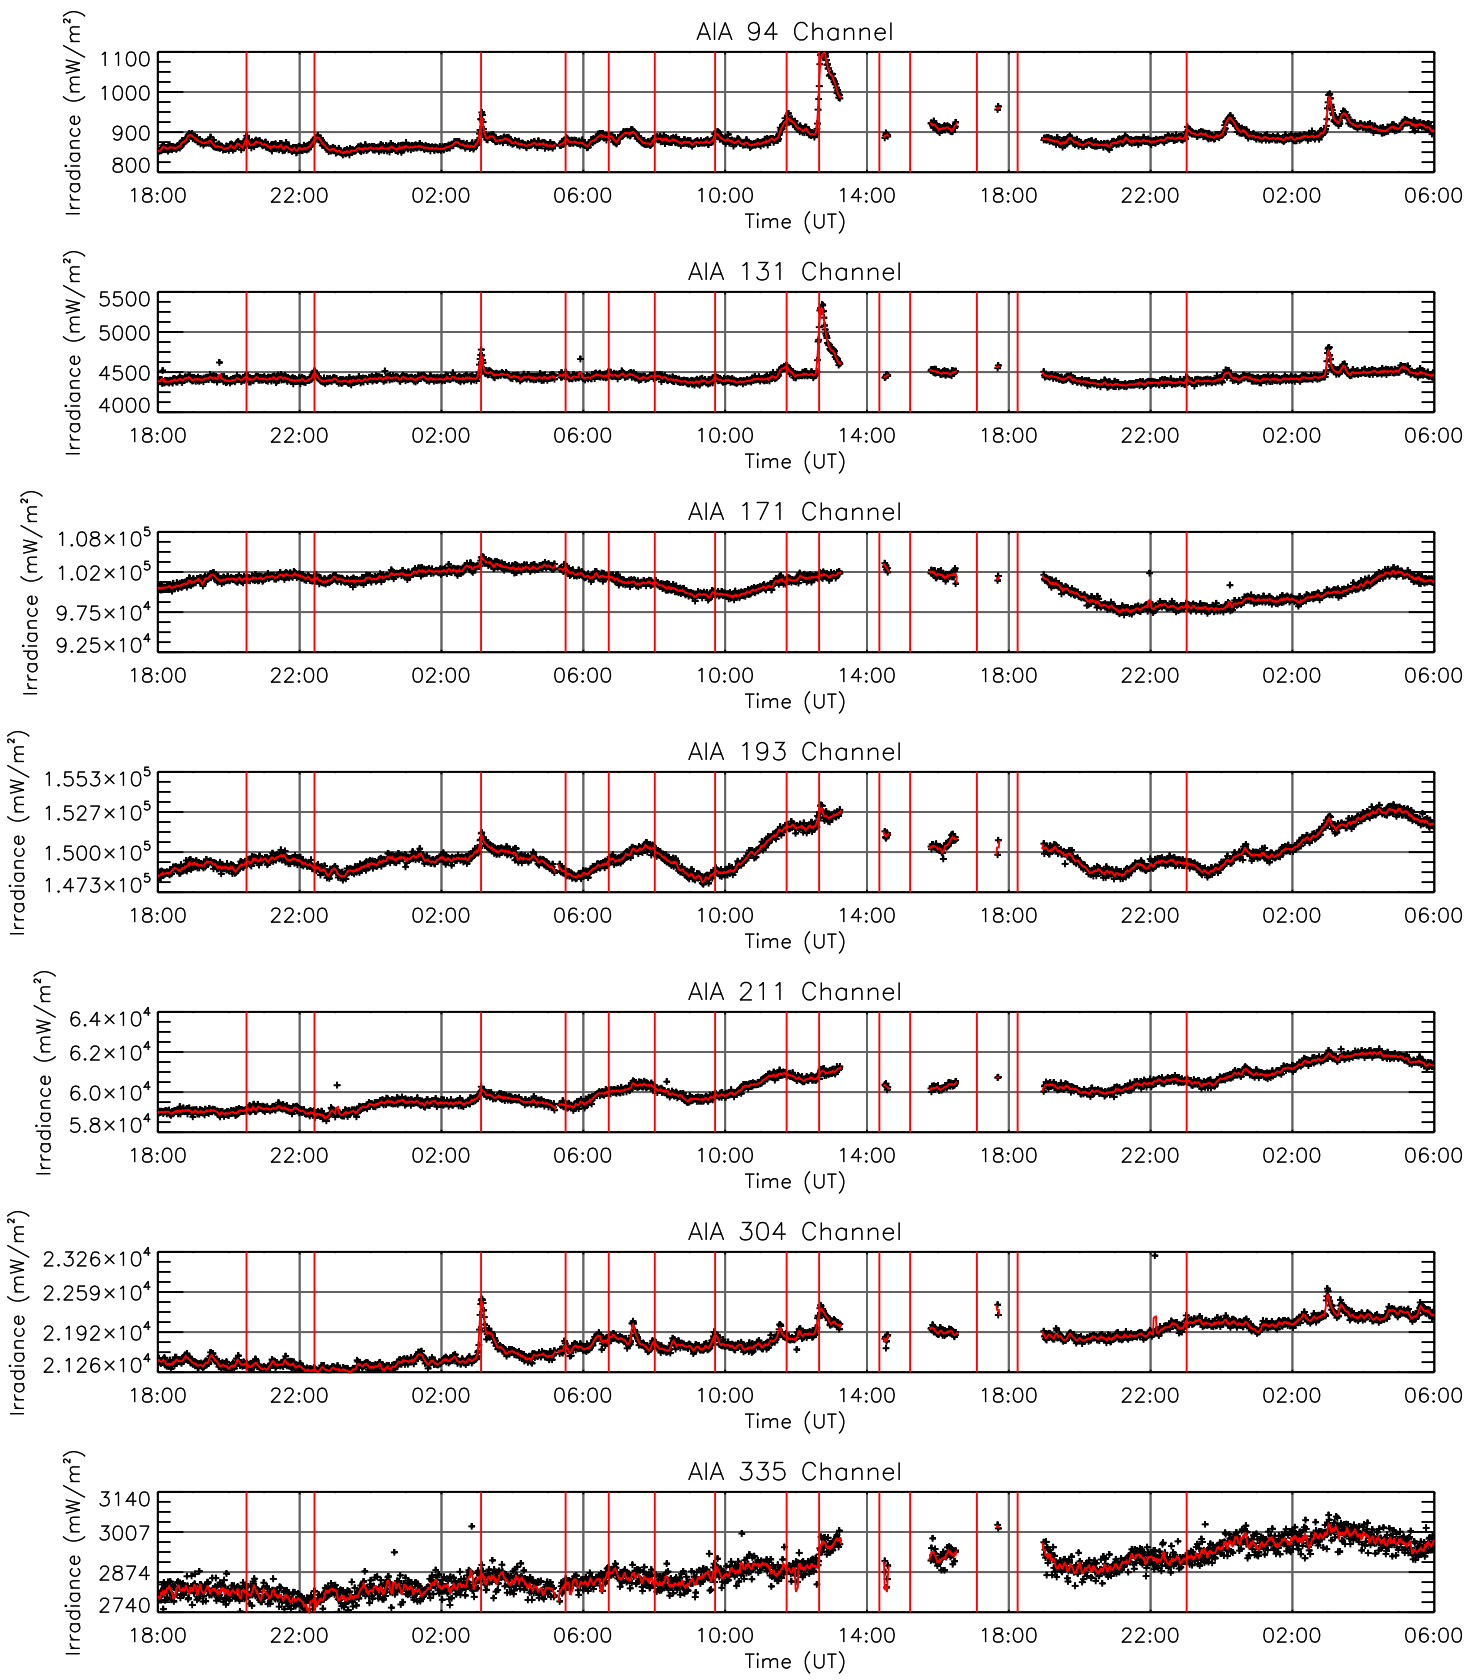 AIA 94 Channel
Irradiance (mW/m²)
1100
1000
900
800
18:00 22:00 02:00 06:00 10:00 14:00 18:00 22:00 02:00 06:00
Time (UT)
AIA 131 Channel
Irradiance (mW/m²)
5500
5000
4500
4000
18:00 22:00 02:00 06:00 10:00 14:00 18:00 22:00 02:00 06:00
Time (UT)
AIA 171 Channel
Irradiance (mW/m²)
1.08×10⁵
1.02×10⁵
9.75×10⁴
9.25×10⁴
18:00 22:00 02:00 06:00 10:00 14:00 18:00 22:00 02:00 06:00
Time (UT)
AIA 193 Channel
Irradiance (mW/m²)
1.553×10⁵
1.527×10⁵
1.500×10⁵
1.473×10⁵
18:00 22:00 02:00 06:00 10:00 14:00 18:00 22:00 02:00 06:00
Time (UT)
AIA 211 Channel
Irradiance (mW/m²)
6.4×10⁴
6.2×10⁴
6.0×10⁴
5.8×10⁴
18:00 22:00 02:00 06:00 10:00 14:00 18:00 22:00 02:00 06:00
Time (UT)
AIA 304 Channel
Irradiance (mW/m²)
2.326×10⁴
2.259×10⁴
2.192×10⁴
2.126×10⁴
18:00 22:00 02:00 06:00 10:00 14:00 18:00 22:00 02:00 06:00
Time (UT)
AIA 335 Channel
Irradiance (mW/m²)
3140
3007
2874
2740
18:00 22:00 02:00 06:00 10:00 14:00 18:00 22:00 02:00 06:00
Time (UT)